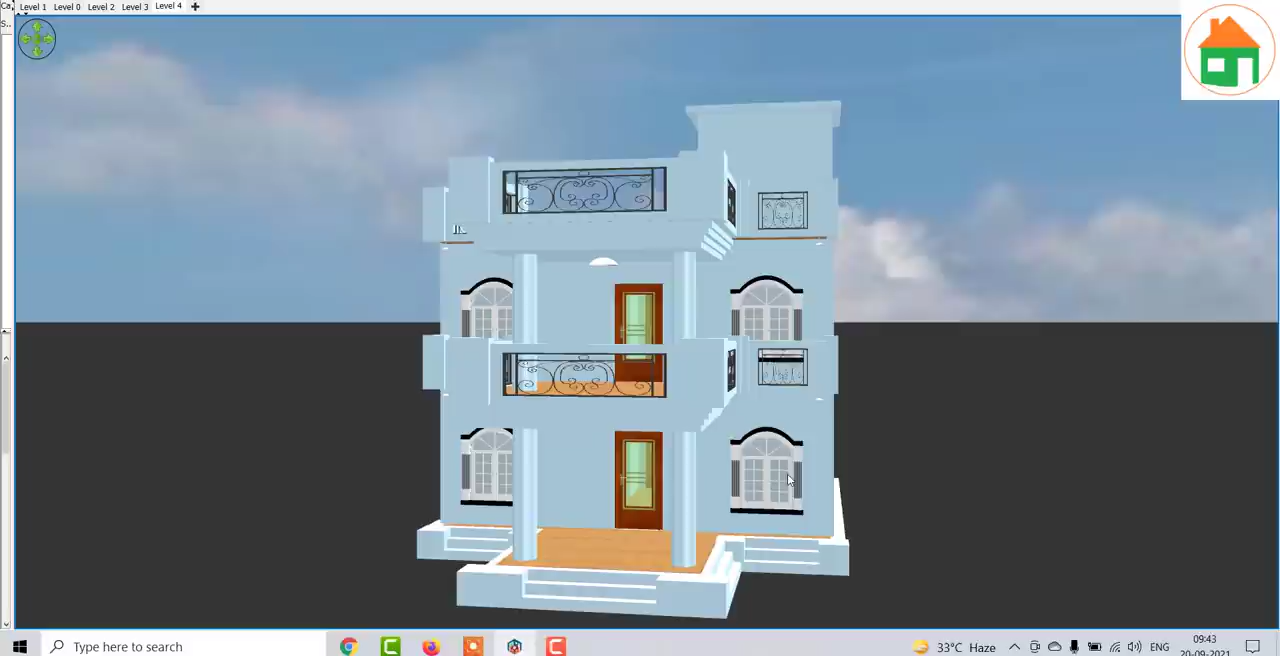 Ca
Level 1 Level 0 Level 2 Level 3 Level 4
S..
Type here to search
33°C Haze
ENG
09:43
20-09-2021